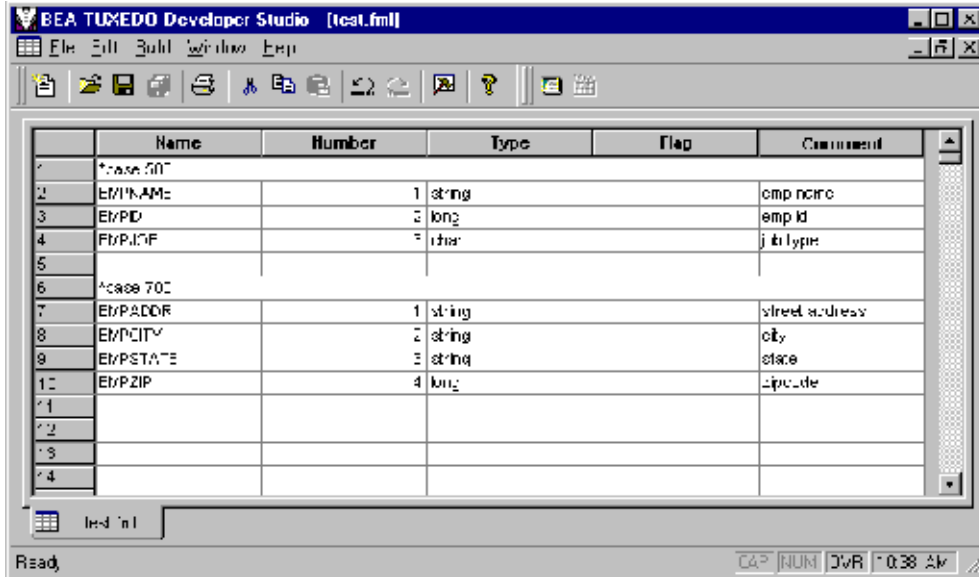 BEA TUXEDO Developer Studio - [test.fml]
File Edit Build Window Help
Name Number Type Flag Comment
1 *base 500
2 EMPNAME 1 string emp name
3 EMPID 2 long emp id
4 EMPJOB 3 char job type
5
6 *base 700
7 EMPADDR 1 string street address
8 EMPCITY 2 string city
9 EMPSTATE 3 string state
10 EMPZIP 4 long zipcode
11
12
13
14
test.fml
Ready CAP NUM OVR 10:38 AM